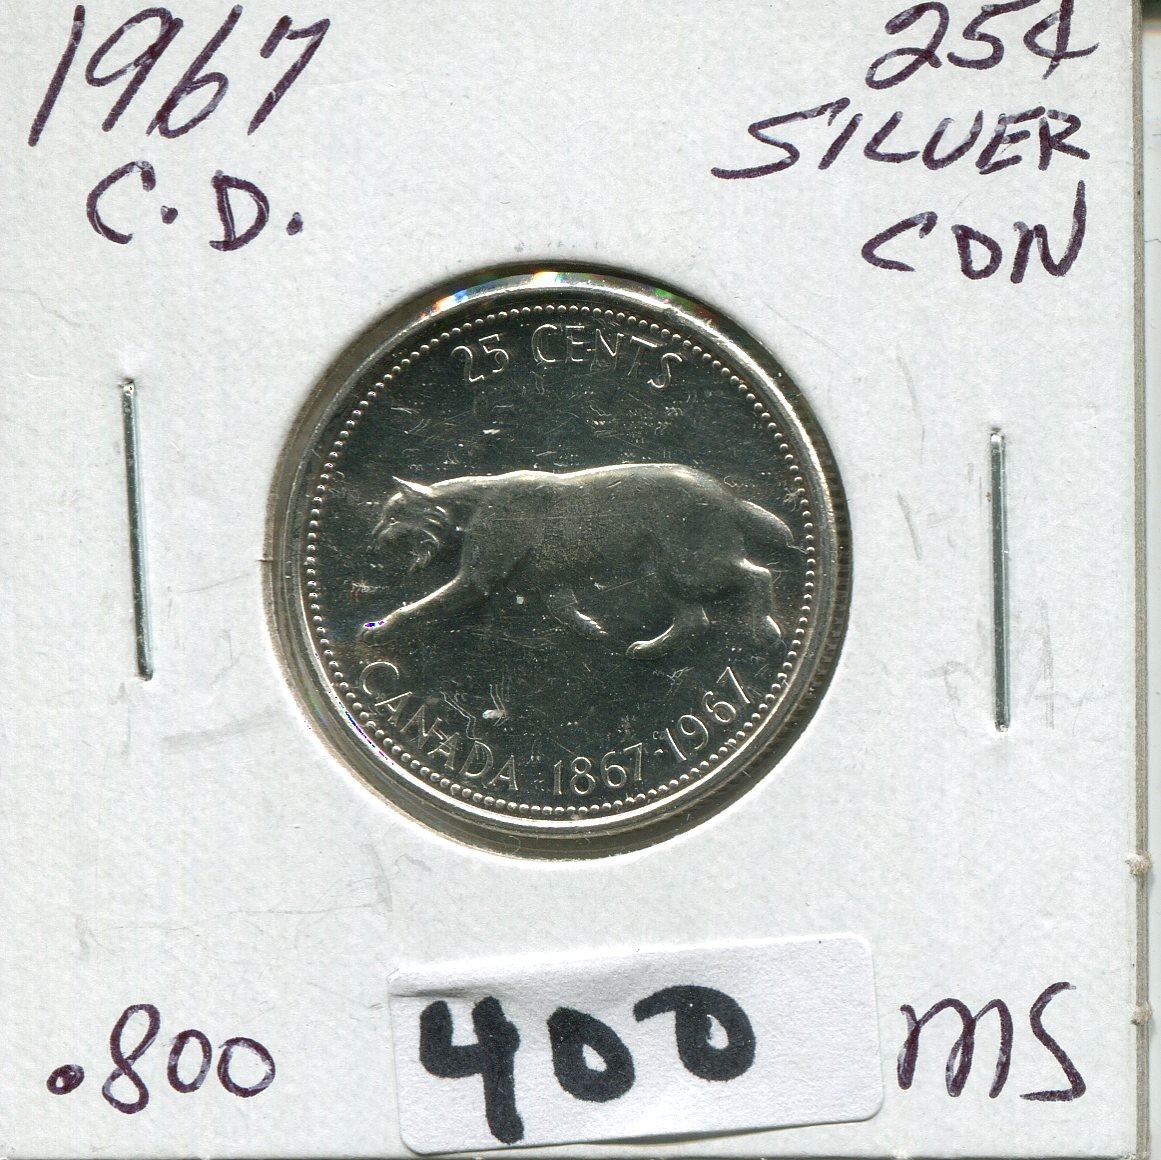 1967
C.D.
25¢
SILVER
CDN
25 CENTS
CANADA 1867-1967
.800
400
MS